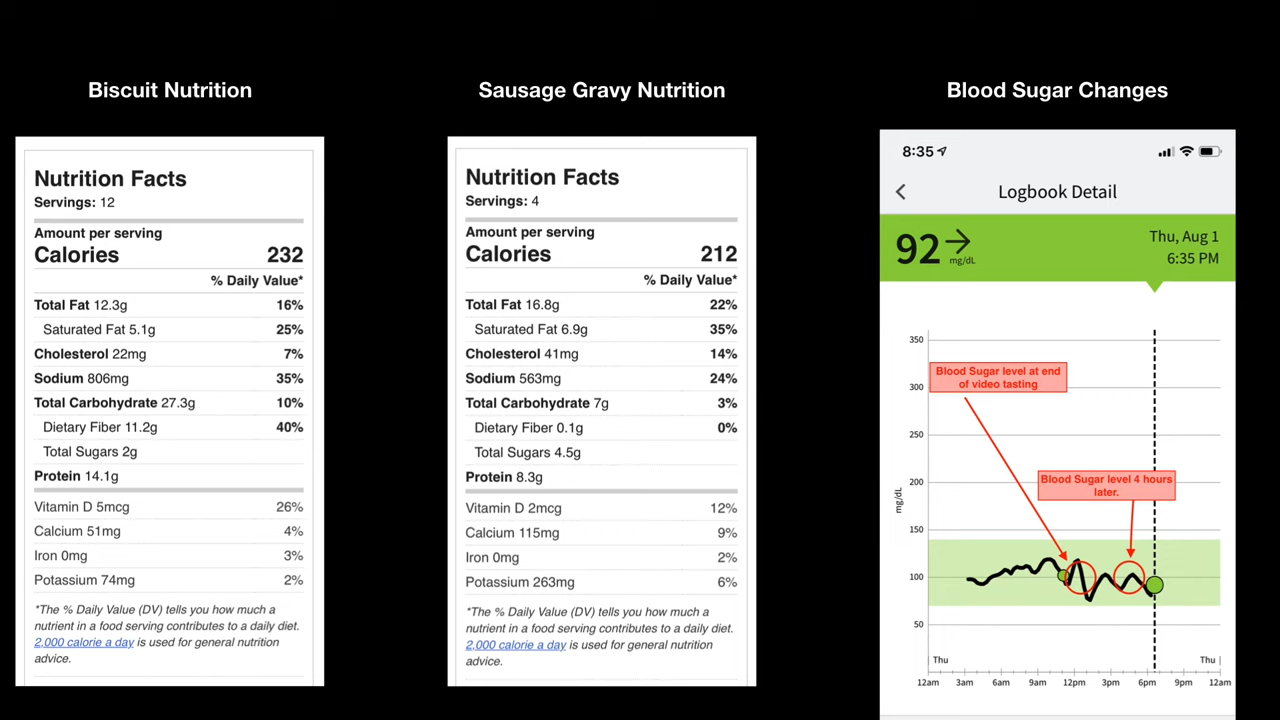 Biscuit Nutrition
Nutrition Facts
Servings: 12
Amount per serving
Calories 232
% Daily Value*
Total Fat 12.3g 16%
Saturated Fat 5.1g 25%
Cholesterol 22mg 7%
Sodium 806mg 35%
Total Carbohydrate 27.3g 10%
Dietary Fiber 11.2g 40%
Total Sugars 2g
Protein 14.1g
Vitamin D 5mcg 26%
Calcium 51mg 4%
Iron 0mg 3%
Potassium 74mg 2%
*The % Daily Value (DV) tells you how much a
nutrient in a food serving contributes to a daily diet.
2,000 calorie a day is used for general nutrition
advice.
Sausage Gravy Nutrition
Nutrition Facts
Servings: 4
Amount per serving
Calories 212
% Daily Value*
Total Fat 16.8g 22%
Saturated Fat 6.9g 35%
Cholesterol 41mg 14%
Sodium 563mg 24%
Total Carbohydrate 7g 3%
Dietary Fiber 0.1g 0%
Total Sugars 4.5g
Protein 8.3g
Vitamin D 2mcg 12%
Calcium 115mg 9%
Iron 0mg 2%
Potassium 263mg 6%
*The % Daily Value (DV) tells you how much a
nutrient in a food serving contributes to a daily diet.
2,000 calorie a day is used for general nutrition
advice.
Blood Sugar Changes
8:35
Logbook Detail
92 mg/dL
Thu, Aug 1
6:35 PM
350
300
250
200
150
100
50
mg/dL
Blood Sugar level at end
of video tasting
Blood Sugar level 4 hours
later.
Thu Thu
12am 3am 6am 9am 12pm 3pm 6pm 9pm 12am